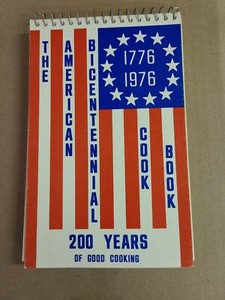 THE
AMERICAN
BICENTENNIAL
1776
1976
COOK
BOOK
200 YEARS
OF GOOD COOKING